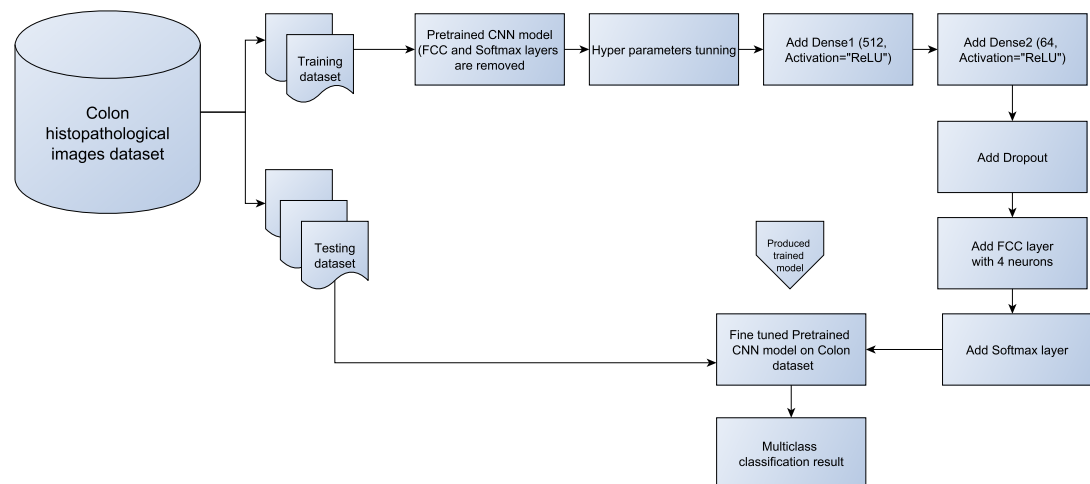 Colon
histopathological
images dataset
Training
dataset
Pretrained CNN model
(FCC and Softmax layers
are removed
Hyper parameters tunning
Add Dense1 (512,
Activation="ReLU")
Add Dense2 (64,
Activation="ReLU")
Add Dropout
Testing
dataset
Produced
trained
model
Add FCC layer
with 4 neurons
Fine tuned Pretrained
CNN model on Colon
dataset
Add Softmax layer
Multiclass
classification result